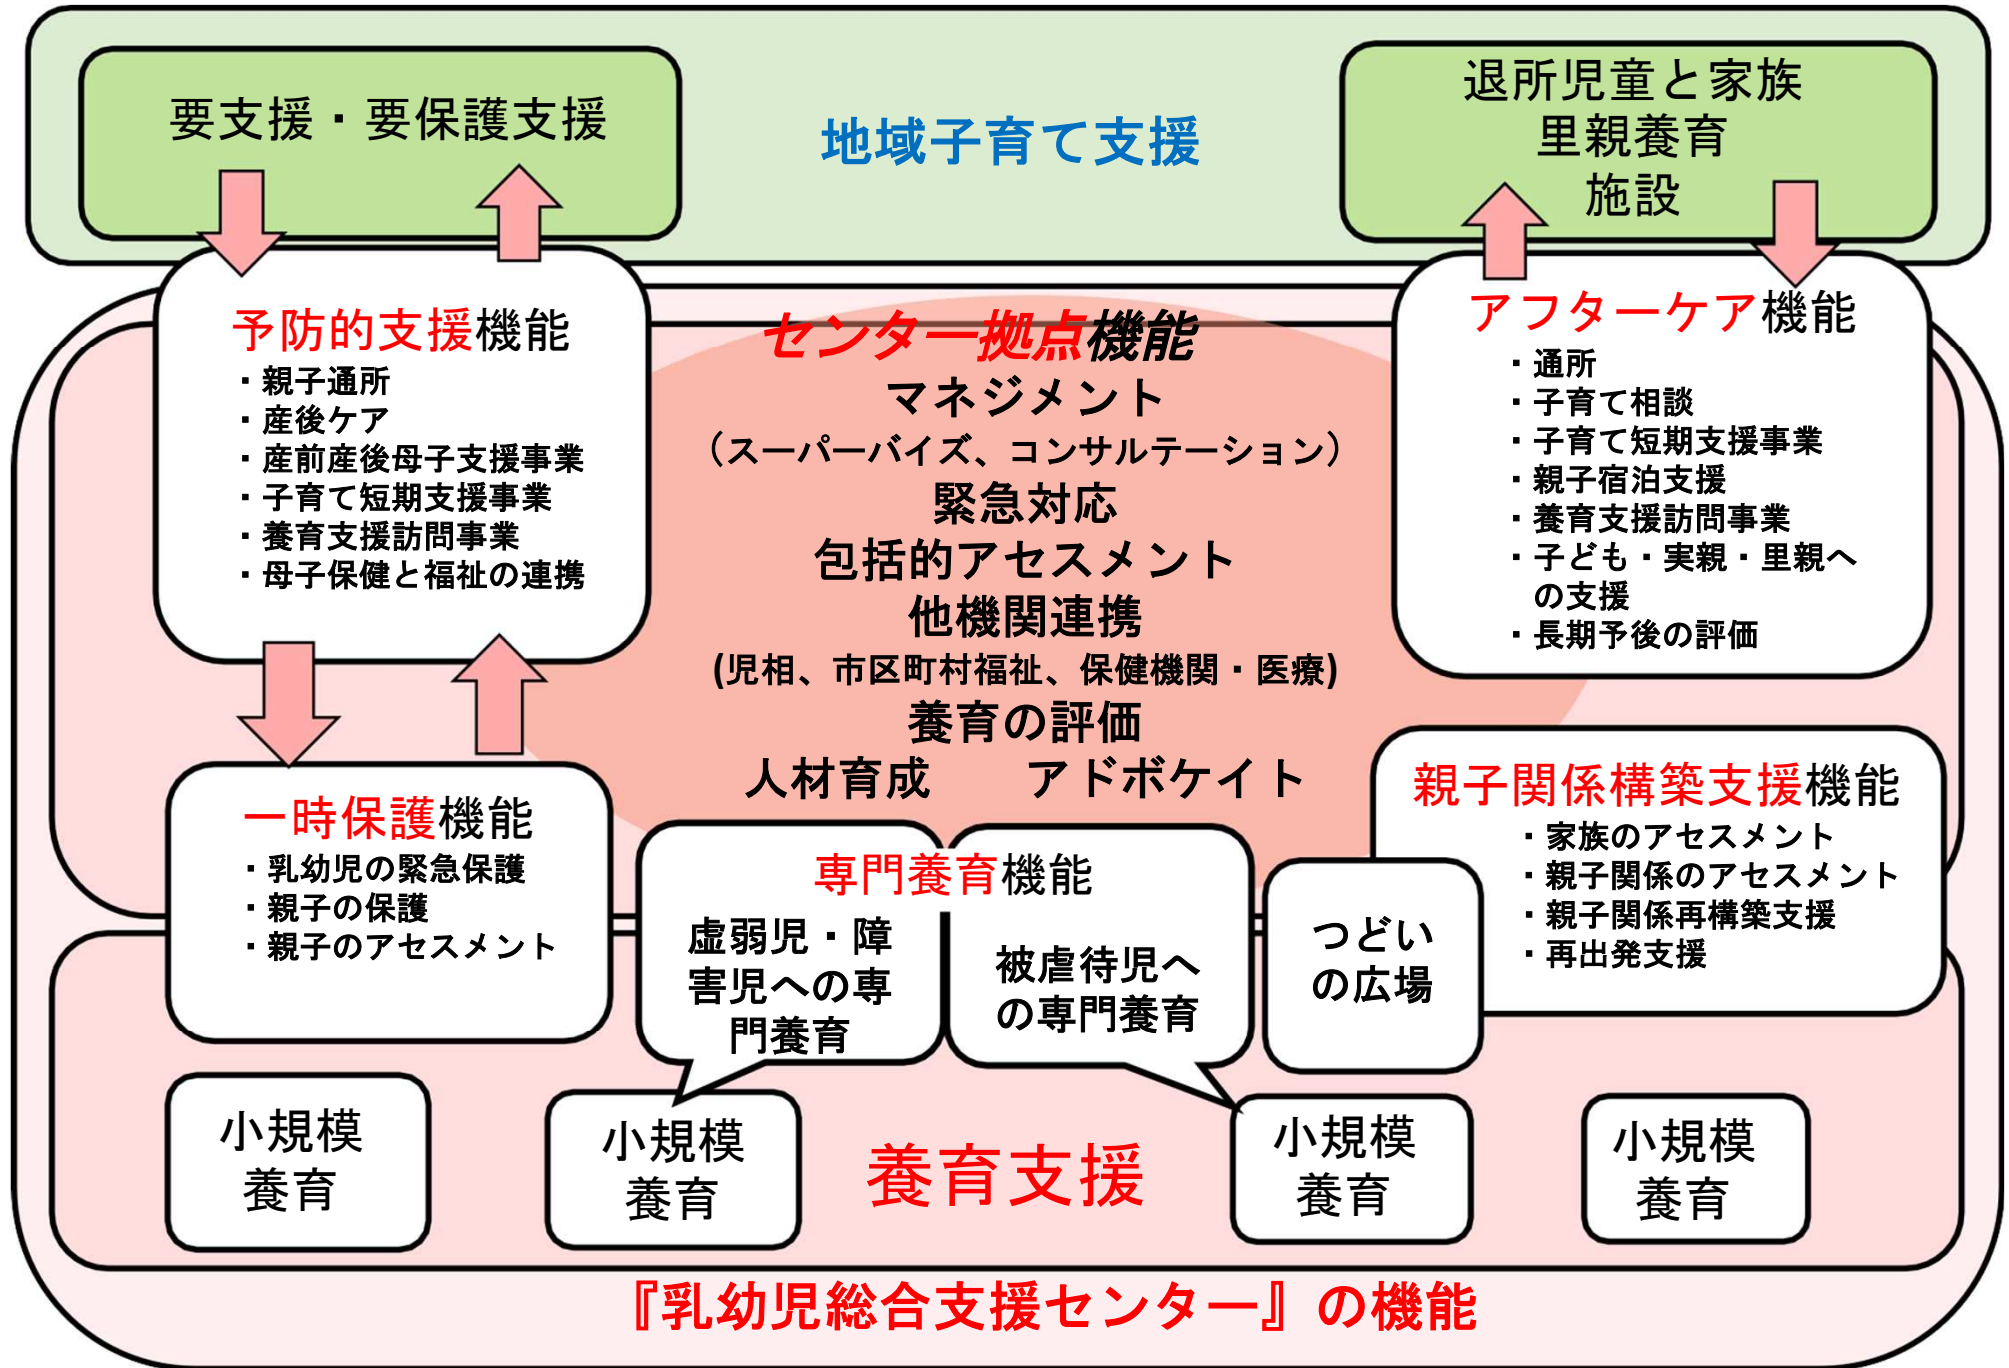 要支援・要保護支援
地域子育て支援
退所児童と家族
里親養育
施設
予防的支援機能
・親子通所
・産後ケア
・産前産後母子支援事業
・子育て短期支援事業
・養育支援訪問事業
・母子保健と福祉の連携
センター拠点機能
マネジメント
（スーパーバイズ、コンサルテーション）
緊急対応
包括的アセスメント
他機関連携
(児相、市区町村福祉、保健機関・医療)
養育の評価
人材育成　アドボケイト
アフターケア機能
・通所
・子育て相談
・子育て短期支援事業
・親子宿泊支援
・養育支援訪問事業
・子ども・実親・里親へ
の支援
・長期予後の評価
一時保護機能
・乳幼児の緊急保護
・親子の保護
・親子のアセスメント
専門養育機能
虚弱児・障
害児への専
門養育
被虐待児へ
の専門養育
つどい
の広場
親子関係構築支援機能
・家族のアセスメント
・親子関係のアセスメント
・親子関係再構築支援
・再出発支援
小規模
養育
小規模
養育
養育支援
小規模
養育
小規模
養育
『乳幼児総合支援センター』の機能